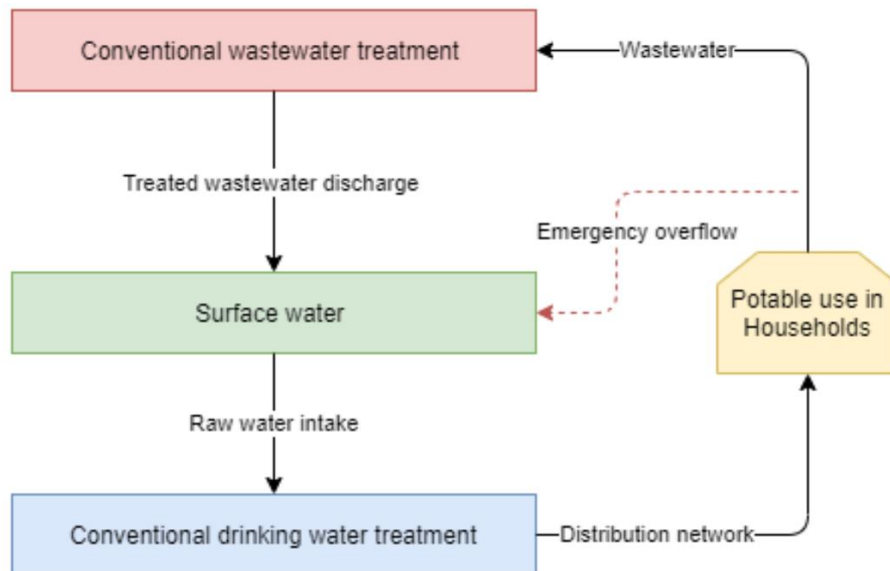 Conventional wastewater treatment
Wastewater
Treated wastewater discharge
Emergency overflow
Surface water
Potable use in
Households
Raw water intake
Conventional drinking water treatment
Distribution network